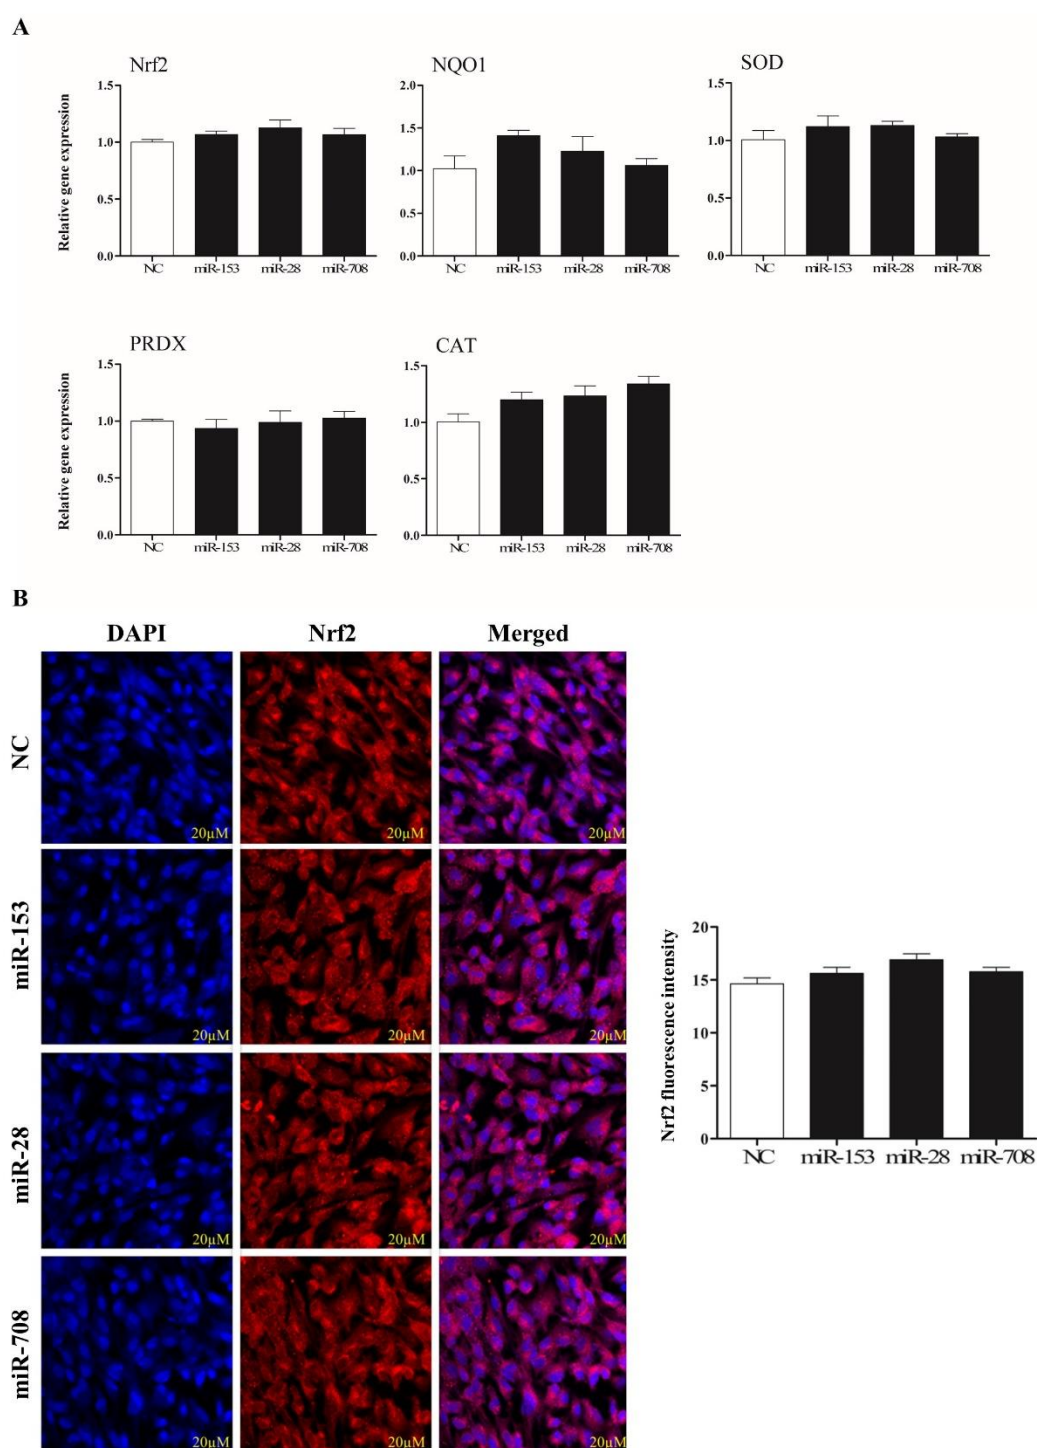 A
Nrf2
Relative gene expression
1.5
1.0
0.5
0.0
NC miR-153 miR-28 miR-708
NQO1
2.0
1.5
1.0
0.5
0.0
NC miR-153 miR-28 miR-708
SOD
1.5
1.0
0.5
0.0
NC miR-153 miR-28 miR-708
PRDX
Relative gene expression
1.5
1.0
0.5
0.0
NC miR-153 miR-28 miR-708
CAT
1.5
1.0
0.5
0.0
NC miR-153 miR-28 miR-708
B
DAPI Nrf2 Merged
NC
20µM 20µM 20µM
miR-153
20µM 20µM 20µM
miR-28
20µM 20µM 20µM
miR-708
20µM 20µM 20µM
Nrf2 fluorescence intensity
20
15
10
5
0
NC miR-153 miR-28 miR-708